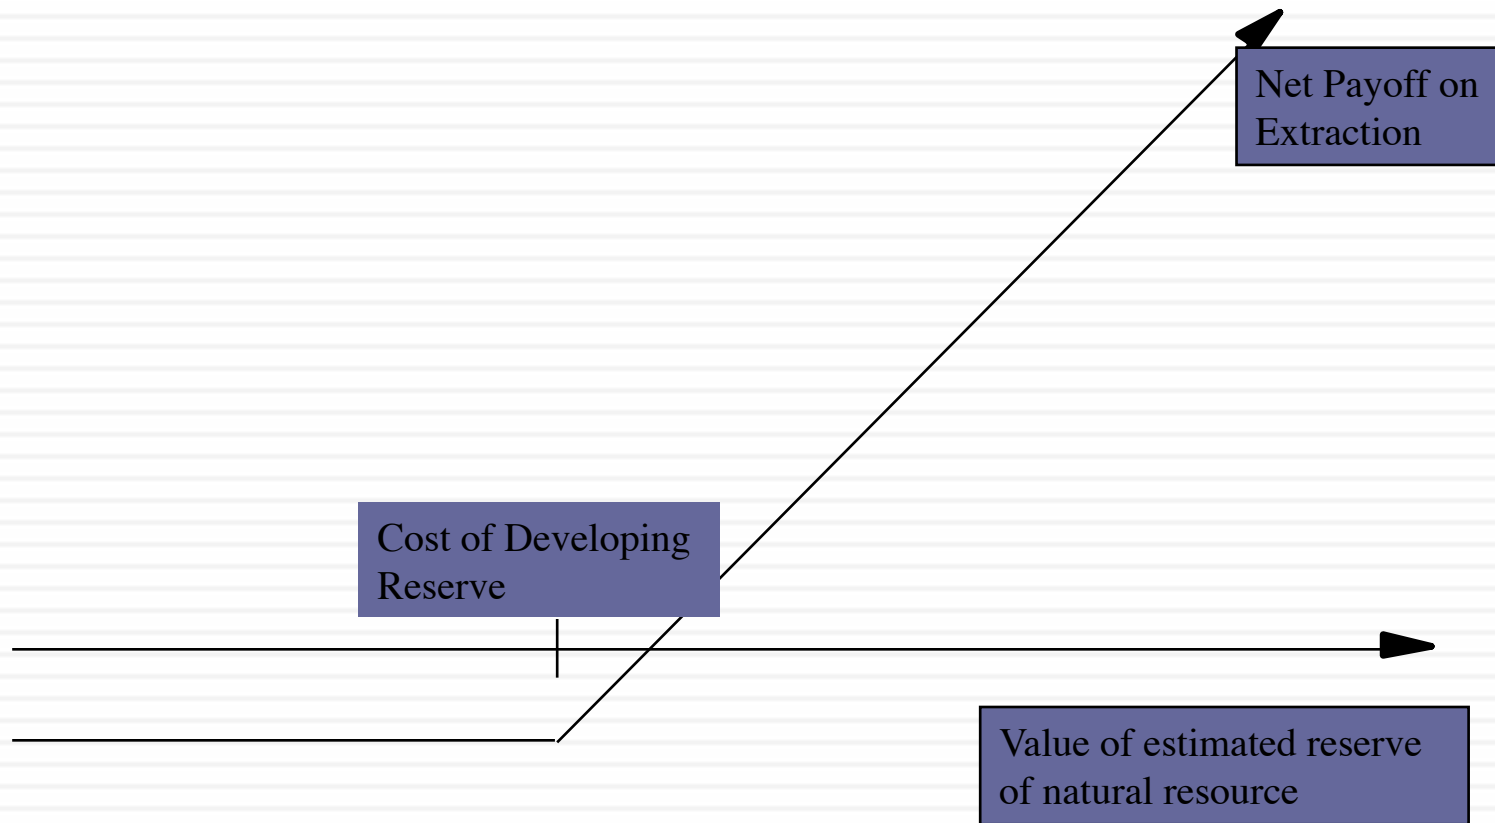 Net Payoff on
Extraction
Cost of Developing
Reserve
Value of estimated reserve
of natural resource